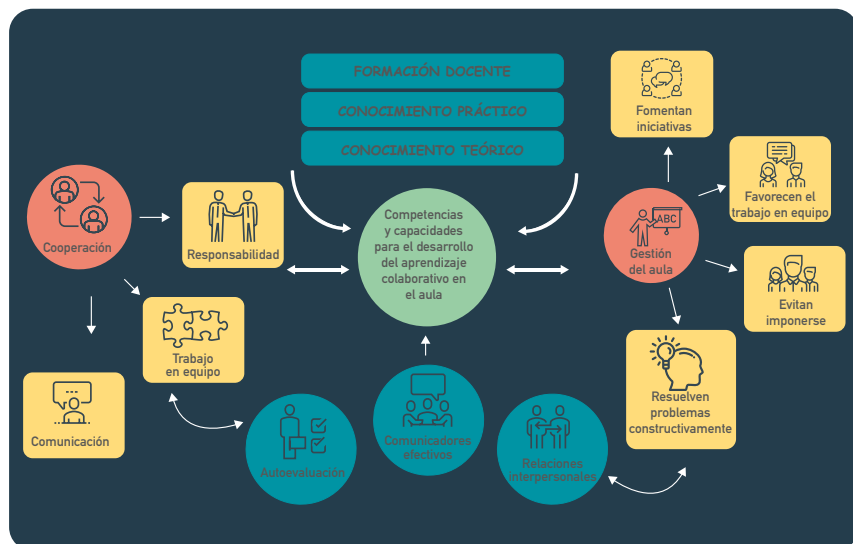 FORMACIÓN DOCENTE
CONOCIMIENTO PRÁCTICO
CONOCIMIENTO TEÓRICO
Cooperación
Responsabilidad
Trabajo
en equipo
Comunicación
Competencias
y capacidades
para el desarrollo
del aprendizaje
colaborativo en
el aula
ABC
Gestión
del aula
Fomentan
iniciativas
Favorecen el
trabajo en equipo
Evitan
imponerse
Resuelven
problemas
constructivamente
Autoevaluación
Comunicadores
efectivos
Relaciones
interpersonales